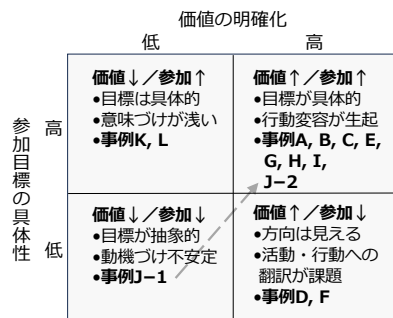 価値の明確化
低
高
参加目標の具体性
高
低
価値↓／参加↑
•目標は具体的
•意味づけが浅い
•事例K, L
価値↑／参加↑
•目標が具体的
•行動変容が生起
•事例A, B, C, E,
G, H, I,
J−2
価値↓／参加↓
•目標が抽象的
•動機づけ不安定
•事例J−1
価値↑／参加↓
•方向は見える
•活動・行動への
翻訳が課題
•事例D, F